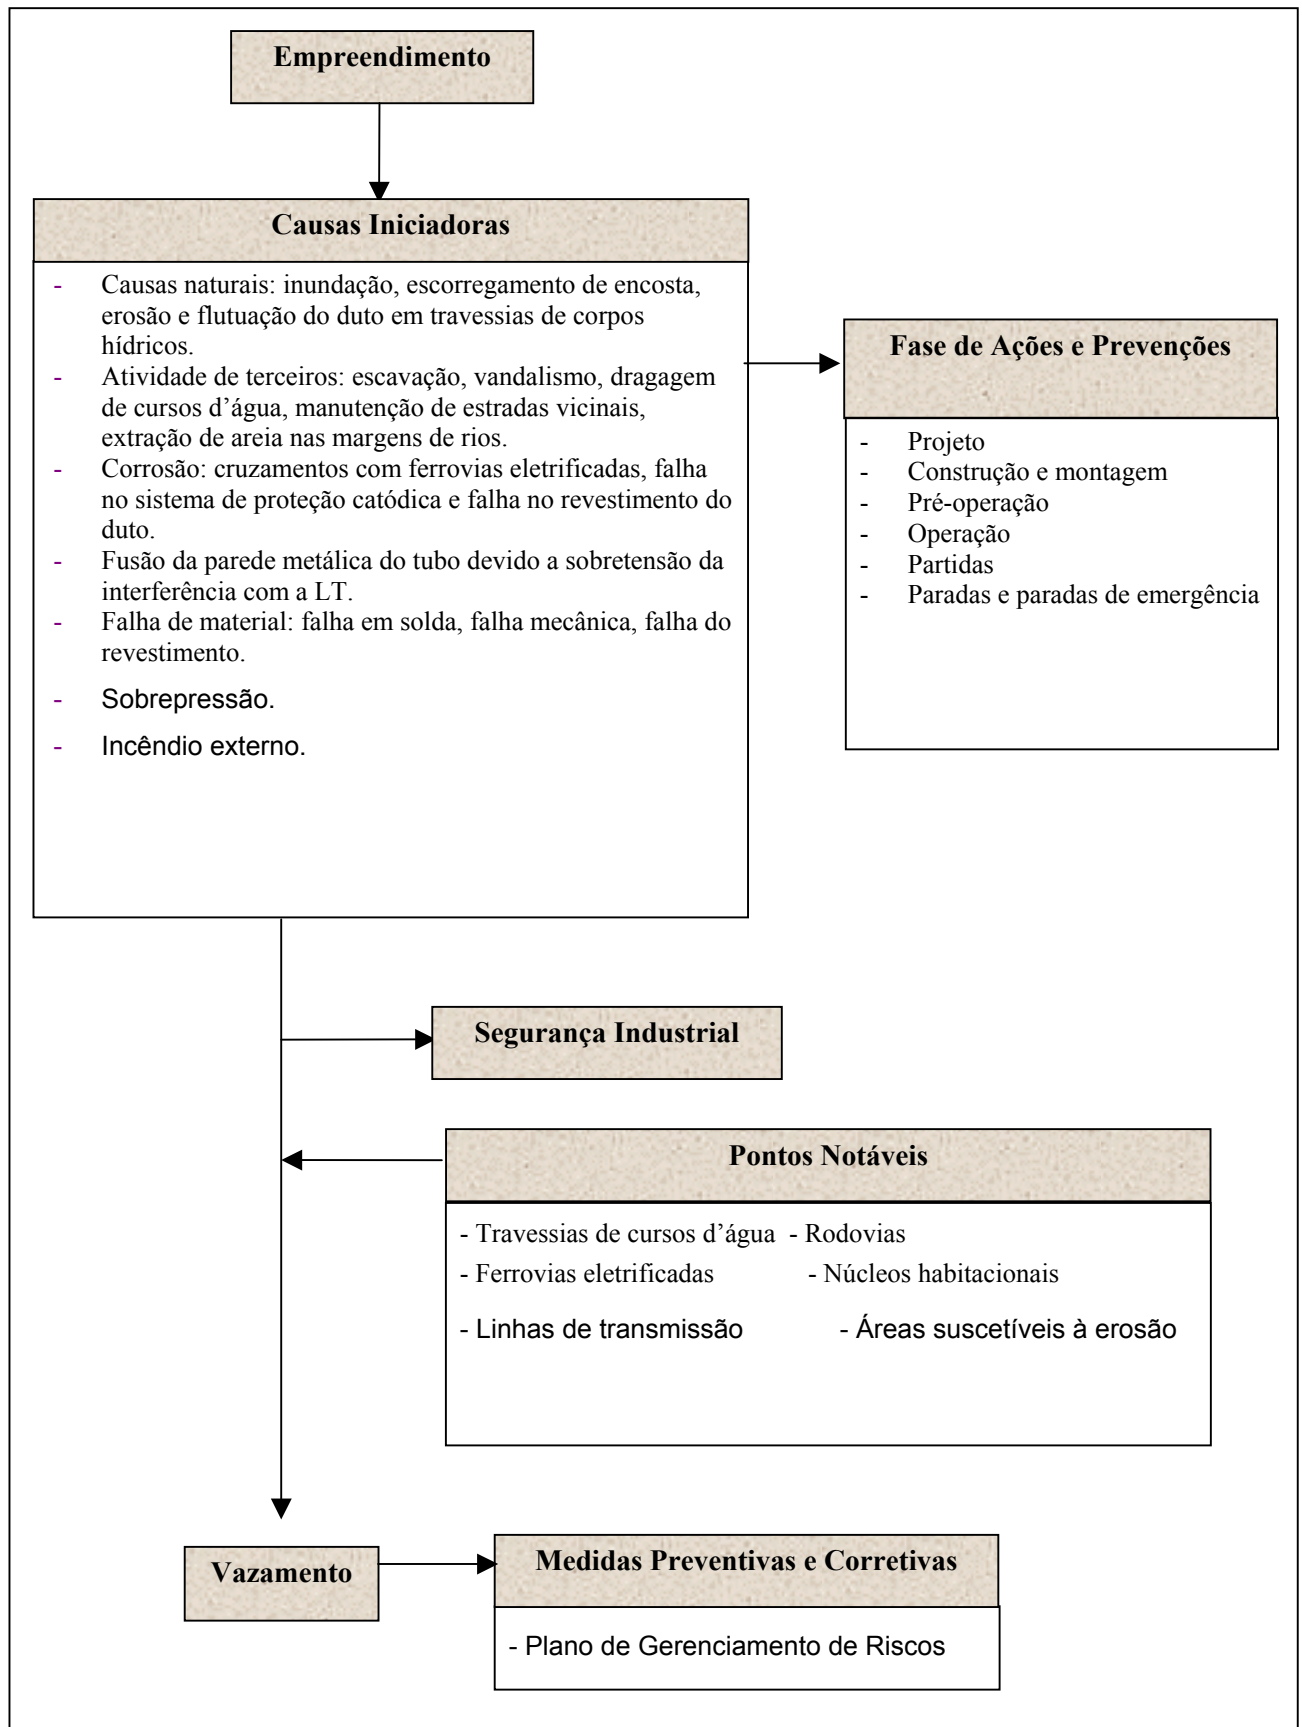 Empreendimento
Causas Iniciadoras
- Causas naturais: inundação, escorregamento de encosta,
erosão e flutuação do duto em travessias de corpos
hídricos.
- Atividade de terceiros: escavação, vandalismo, dragagem
de cursos d’água, manutenção de estradas vicinais,
extração de areia nas margens de rios.
- Corrosão: cruzamentos com ferrovias eletrificadas, falha
no sistema de proteção catódica e falha no revestimento do
duto.
- Fusão da parede metálica do tubo devido a sobretensão da
interferência com a LT.
- Falha de material: falha em solda, falha mecânica, falha do
revestimento.
- Sobrepressão.
- Incêndio externo.
Fase de Ações e Prevenções
- Projeto
- Construção e montagem
- Pré-operação
- Operação
- Partidas
- Paradas e paradas de emergência
Segurança Industrial
Pontos Notáveis
- Travessias de cursos d’água - Rodovias
- Ferrovias eletrificadas - Núcleos habitacionais
- Linhas de transmissão - Áreas suscetíveis à erosão
Vazamento
Medidas Preventivas e Corretivas
- Plano de Gerenciamento de Riscos